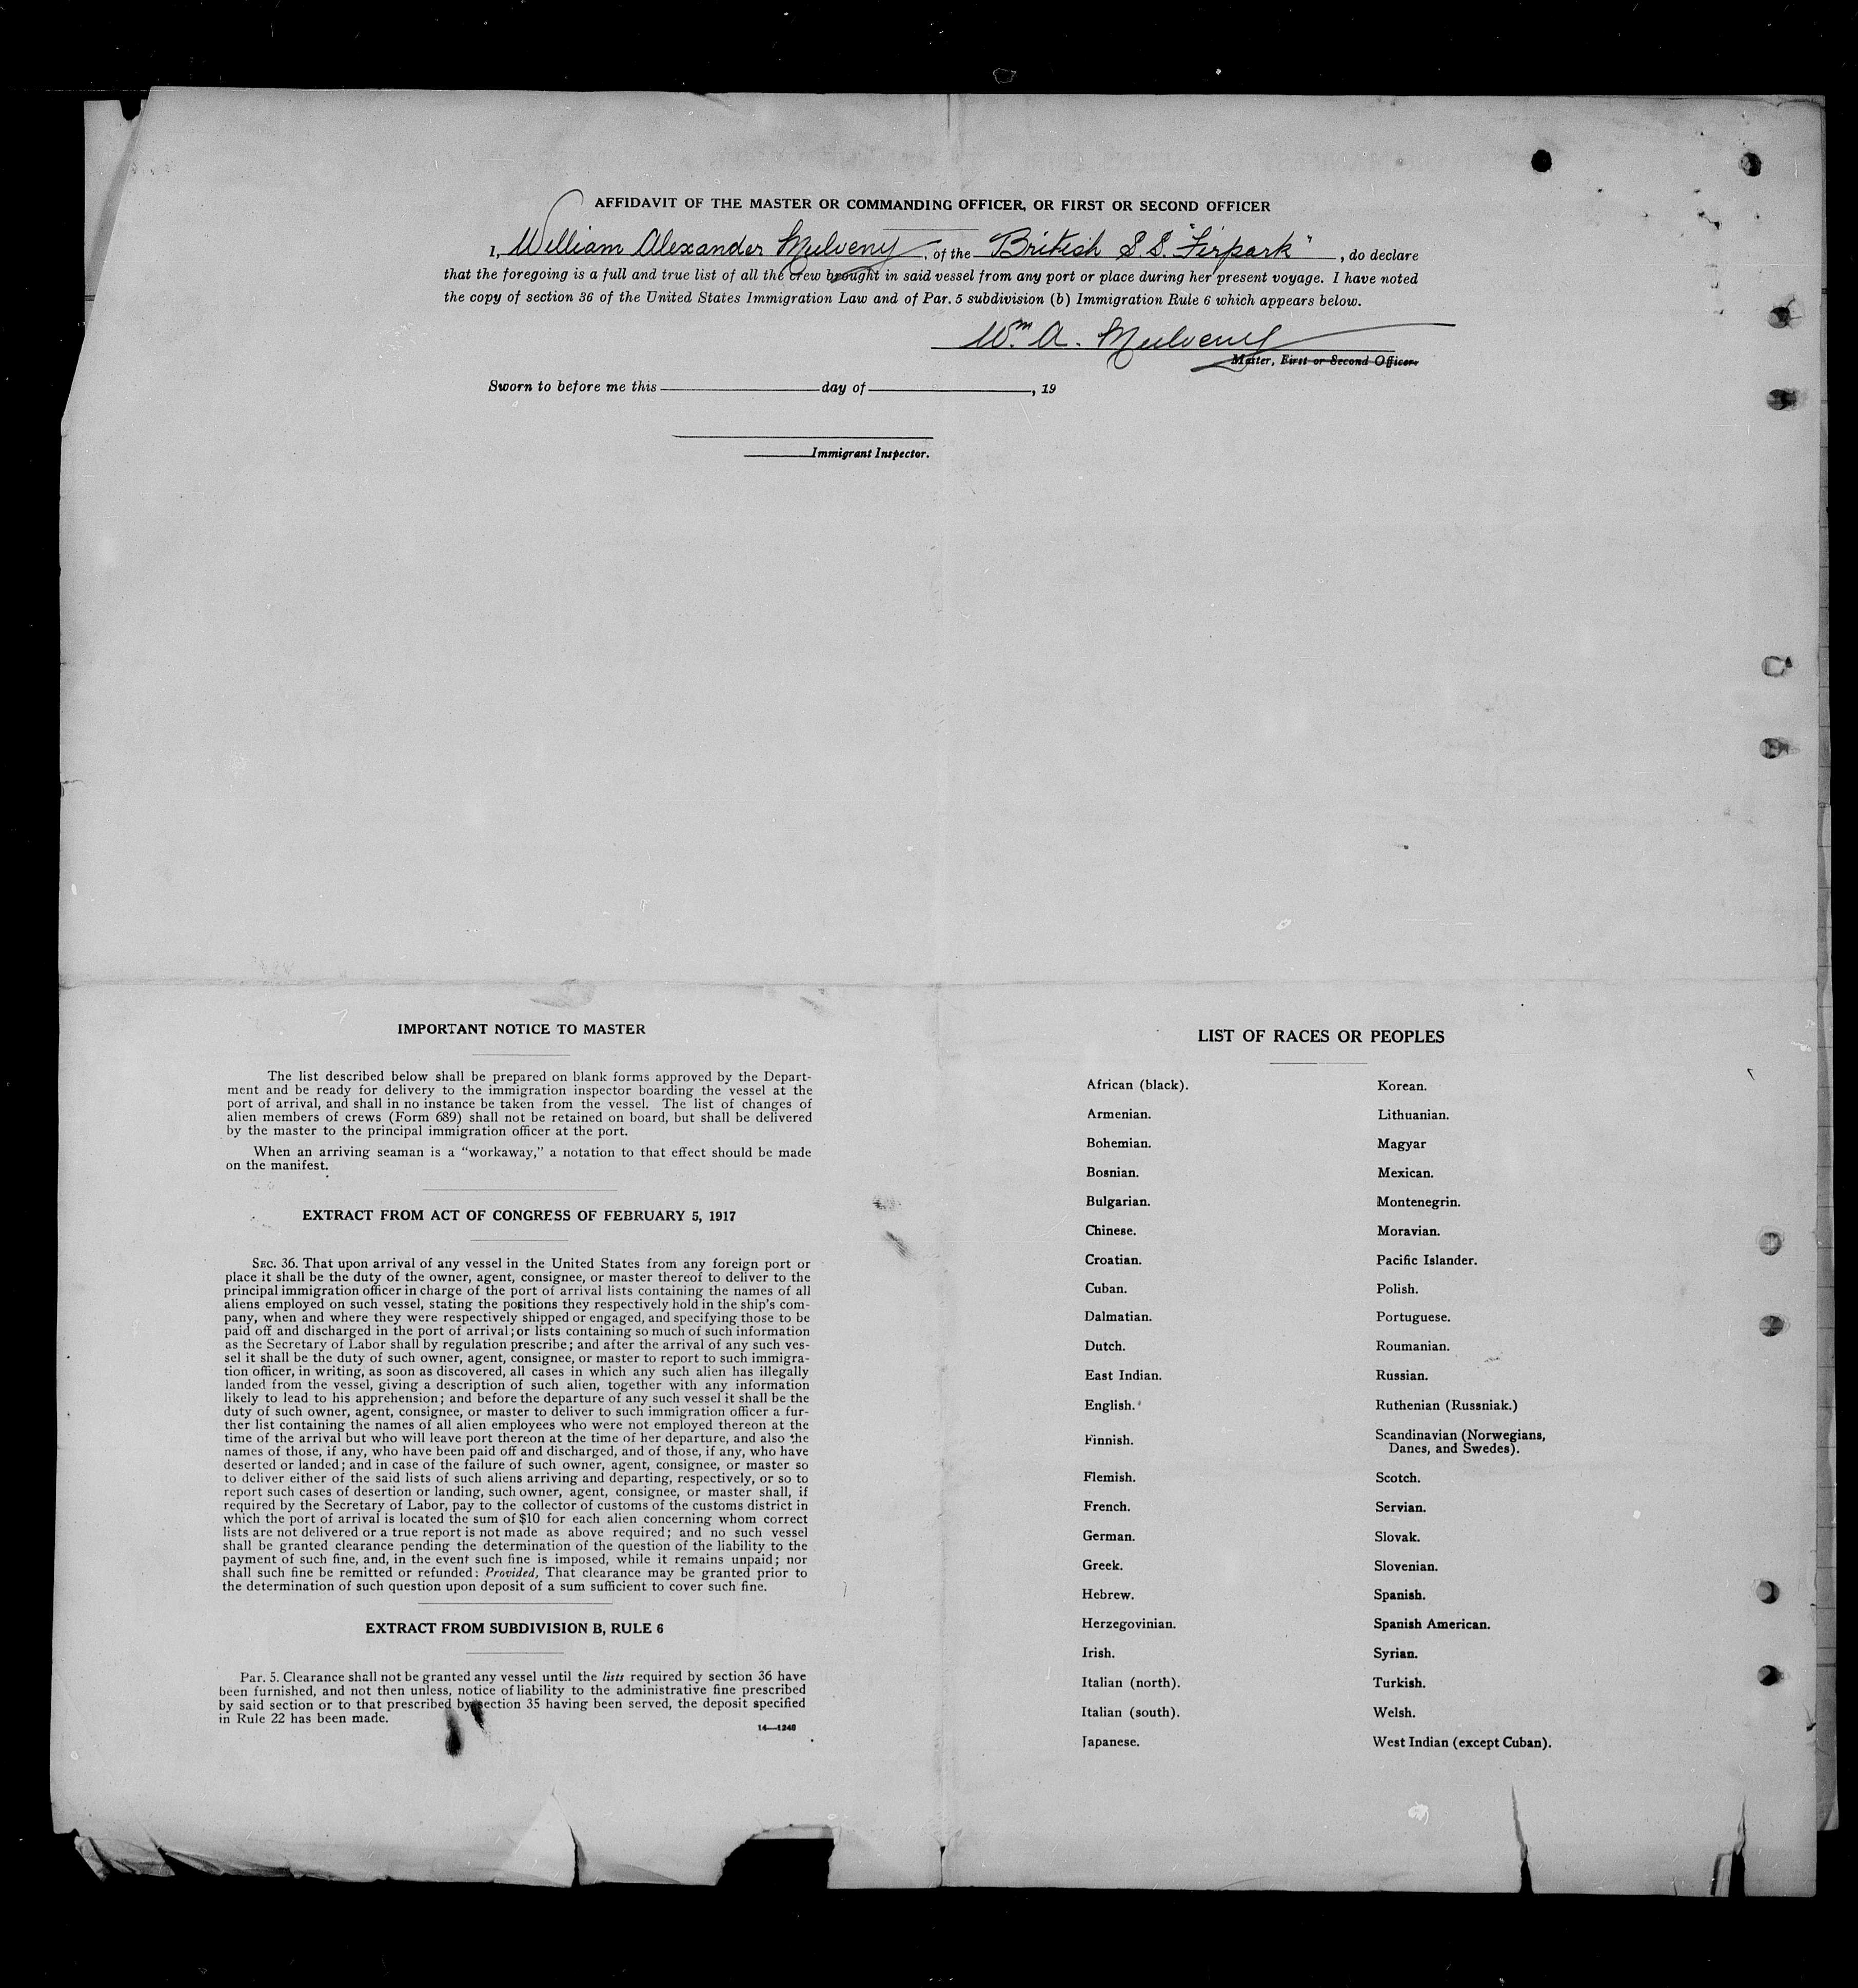 AFFIDAVIT OF THE MASTER OR COMMANDING OFFICER, OR FIRST OR SECOND OFFICER
I, William Alexander Mulveny, of the British S.S. "Firpark", do declare
that the foregoing is a full and true list of all the crew brought in said vessel from any port or place during her present voyage. I have noted
the copy of section 36 of the United States Immigration Law and of Par. 5 subdivision (b) Immigration Rule 6 which appears below.
Wm. A. Mulveny
Master, First or Second Officer.
Sworn to before me this day of , 19
Immigrant Inspector.
IMPORTANT NOTICE TO MASTER
The list described below shall be prepared on blank forms approved by the Depart-
ment and be ready for delivery to the immigration inspector boarding the vessel at the
port of arrival, and shall in no instance be taken from the vessel. The list of changes of
alien members of crews (Form 689) shall not be retained on board, but shall be delivered
by the master to the principal immigration officer at the port.
When an arriving seaman is a "workaway," a notation to that effect should be made
on the manifest.
EXTRACT FROM ACT OF CONGRESS OF FEBRUARY 5, 1917
SEC. 36. That upon arrival of any vessel in the United States from any foreign port or
place it shall be the duty of the owner, agent, consignee, or master thereof to deliver to the
principal immigration officer in charge of the port of arrival lists containing the names of all
aliens employed on such vessel, stating the positions they respectively hold in the ship's com-
pany, when and where they were respectively shipped or engaged, and specifying those to be
paid off and discharged in the port of arrival; or lists containing so much of such information
as the Secretary of Labor shall by regulation prescribe; and after the arrival of any such ves-
sel it shall be the duty of such owner, agent, consignee, or master to report to such immigra-
tion officer, in writing, as soon as discovered, all cases in which any such alien has illegally
landed from the vessel, giving a description of such alien, together with any information
likely to lead to his apprehension; and before the departure of any such vessel it shall be the
duty of such owner, agent, consignee, or master to deliver to such immigration officer a fur-
ther list containing the names of all alien employees who were not employed thereon at the
time of the arrival but who will leave port thereon at the time of her departure, and also the
names of those, if any, who have been paid off and discharged, and of those, if any, who have
deserted or landed; and in case of the failure of such owner, agent, consignee, or master so
to deliver either of the said lists of such aliens arriving and departing, respectively, or so to
report such cases of desertion or landing, such owner, agent, consignee, or master shall, if
required by the Secretary of Labor, pay to the collector of customs of the customs district in
which the port of arrival is located the sum of $10 for each alien concerning whom correct
lists are not delivered or a true report is not made as above required; and no such vessel
shall be granted clearance pending the determination of the question of the liability to the
payment of such fine, and, in the event such fine is imposed, while it remains unpaid; nor
shall such fine be remitted or refunded: Provided, That clearance may be granted prior to
the determination of such question upon deposit of a sum sufficient to cover such fine.
EXTRACT FROM SUBDIVISION B, RULE 6
Par. 5. Clearance shall not be granted any vessel until the lists required by section 36 have
been furnished, and not then unless, notice of liability to the administrative fine prescribed
by said section or to that prescribed by section 35 having been served, the deposit specified
in Rule 22 has been made.
14—1240
LIST OF RACES OR PEOPLES
African (black).
Armenian.
Bohemian.
Bosnian.
Bulgarian.
Chinese.
Croatian.
Cuban.
Dalmatian.
Dutch.
East Indian.
English.
Finnish.
Flemish.
French.
German.
Greek.
Hebrew.
Herzegovinian.
Irish.
Italian (north).
Italian (south).
Japanese.
Korean.
Lithuanian.
Magyar
Mexican.
Montenegrin.
Moravian.
Pacific Islander.
Polish.
Portuguese.
Roumanian.
Russian.
Ruthenian (Russniak.)
Scandinavian (Norwegians,
Danes, and Swedes).
Scotch.
Servian.
Slovak.
Slovenian.
Spanish.
Spanish American.
Syrian.
Turkish.
Welsh.
West Indian (except Cuban).